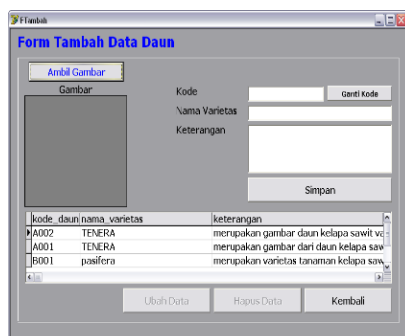 FTambah
Form Tambah Data Daun
Ambil Gambar
Gambar
Kode
Ganti Kode
Nama Varietas
Keterangan
Simpan
kode_daun nama_varietas keterangan
A002 TENERA merupakan gambar daun kelapa sawit va
A001 TENERA merupakan gambar dari daun kelapa saw
B001 pasifera merupakan varietas tanaman kelapa saw
Ubah Data Hapus Data Kembali